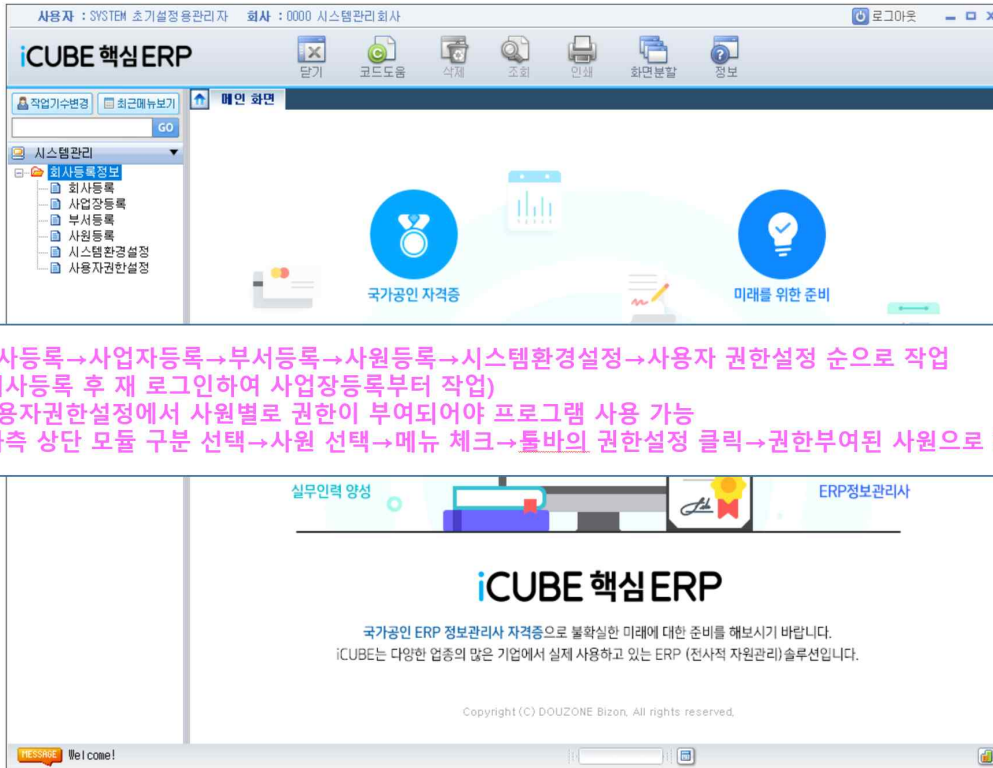 사용자 : SYSTEM 초기설정용관리자 회사 : 0000 시스템관리회사 로그아웃
iCUBE 핵심 ERP
닫기 코드도움 삭제 조회 인쇄 화면분할 정보
작업기수변경 최근메뉴보기 메인 화면
GO
시스템관리
회사등록정보
회사등록
사업장등록
부서등록
사원등록
시스템환경설정
사용자권한설정
국가공인 자격증 미래를 위한 준비
사등록→사업자등록→부서등록→사원등록→시스템환경설정→사용자 권한설정 순으로 작업
사등록 후 재 로그인하여 사업장등록부터 작업)
용자권한설정에서 사원별로 권한이 부여되어야 프로그램 사용 가능
측 상단 모듈 구분 선택→사원 선택→메뉴 체크→툴바의 권한설정 클릭→권한부여된 사원으로
실무인력 양성 ERP정보관리사
iCUBE 핵심 ERP
국가공인 ERP 정보관리사 자격증으로 불확실한 미래에 대한 준비를 해보시기 바랍니다.
iCUBE는 다양한 업종의 많은 기업에서 실제 사용하고 있는 ERP (전사적 자원관리)솔루션입니다.
Copyright (C) DOUZONE Bizon, All rights reserved,
MESSAGE Welcome!